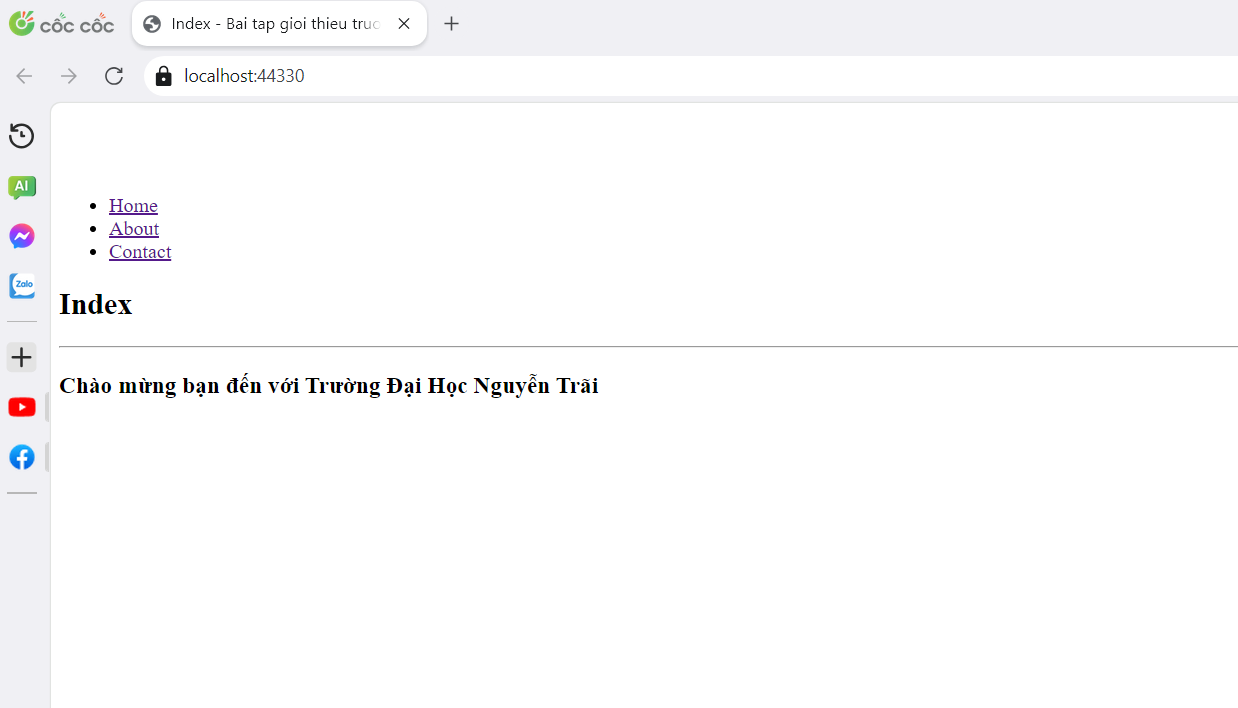 cốc cốc
Index - Bai tap gioi thieu truc
localhost:44330
AI
Zalo
Home
About
Contact
Index
Chào mừng bạn đến với Trường Đại Học Nguyễn Trãi